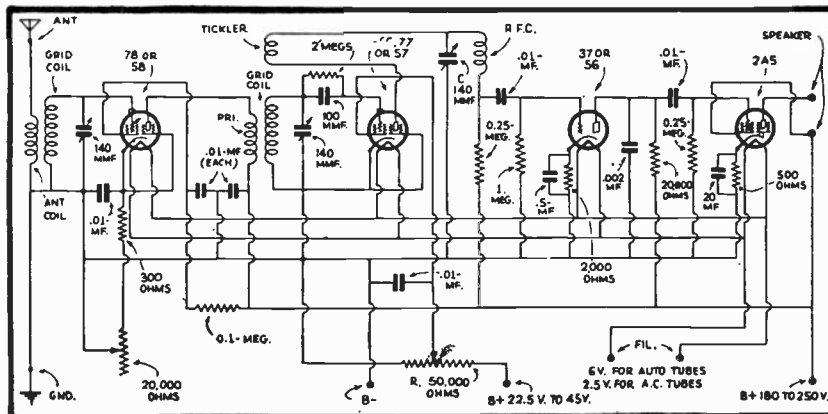 ANT
TICKLER
R.F.C.
SPEAKER
78 OR
58
2 MEGS.
77
OR 57
.01-
MF.
37 OR
56
.01-
MF.
2A5
GRID
COIL
GRID
COIL
C
140
MMF
PRI.
100
MMF.
140
MMF.
.01-MF
(EACH)
140
MMF.
0.25-
MEG.
1.
MEG.
.5-
MF
.002
MF
20,000
OHMS
0.25-
MEG.
20
MF
500
OHMS
ANT
COIL
.01-
MF.
300
OHMS
.01-
MF.
2,000
OHMS
0.1-MEG.
20,000
OHMS
GND.
B-
R. 50,000
OHMS
B+ 22.5 V. TO 45V.
FIL.
6V. FOR AUTO TUBES
2.5 V. FOR A.C. TUBES
B+ 180 TO 250V.